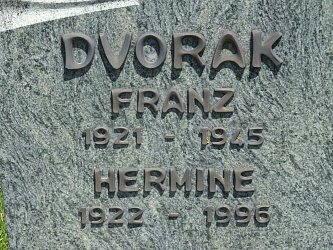 DVORAK
FRANZ
1921 - 1945
HERMINE
1922 - 1996